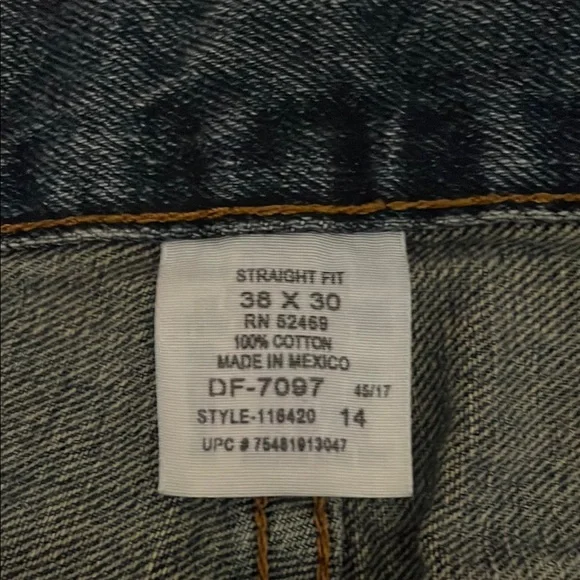 STRAIGHT FIT
38 X 30
RN 52469
100% COTTON
MADE IN MEXICO
DF-7097 45/17
STYLE-116420 14
UPC # 75481913047